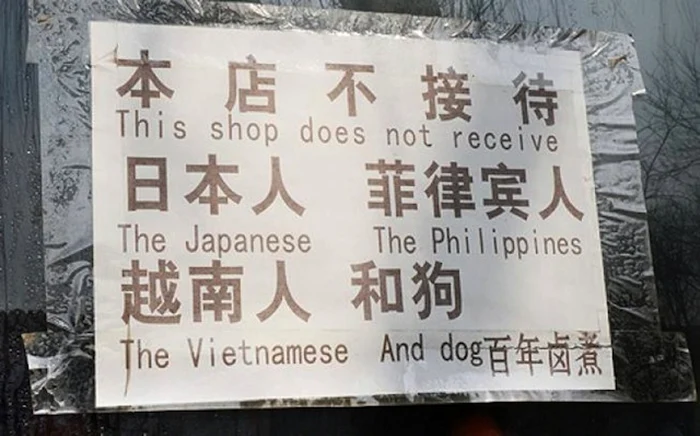 本店不接待
This shop does not receive
日本人 菲律宾人
The Japanese The Philippines
越南人 和狗
The Vietnamese And dog百年卤煮